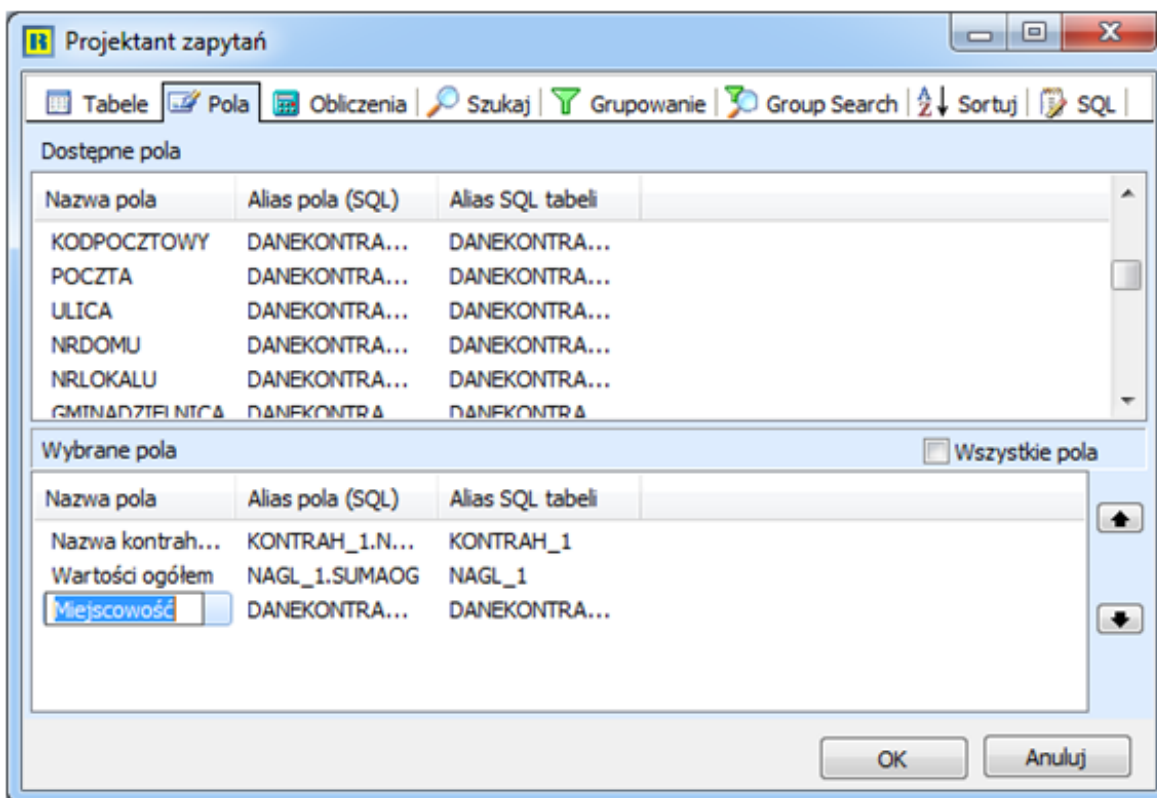 Projektant zapytań
Tabele Pola Obliczenia Szukaj Grupowanie Group Search Sortuj SQL
Dostępne pola
Nazwa pola Alias pola (SQL) Alias SQL tabeli
KODPOCZTOWY DANEKONTRA... DANEKONTRA...
POCZTA DANEKONTRA... DANEKONTRA...
ULICA DANEKONTRA... DANEKONTRA...
NRDOMU DANEKONTRA... DANEKONTRA...
NRLOKALU DANEKONTRA... DANEKONTRA...
GMINADZIELNICA DANEKONTRA DANEKONTRA
Wybrane pola Wszystkie pola
Nazwa pola Alias pola (SQL) Alias SQL tabeli
Nazwa kontrah... KONTRAH_1.N... KONTRAH_1
Wartości ogółem NAGL_1.SUMAOG NAGL_1
Miejscowość DANEKONTRA... DANEKONTRA...
OK Anuluj